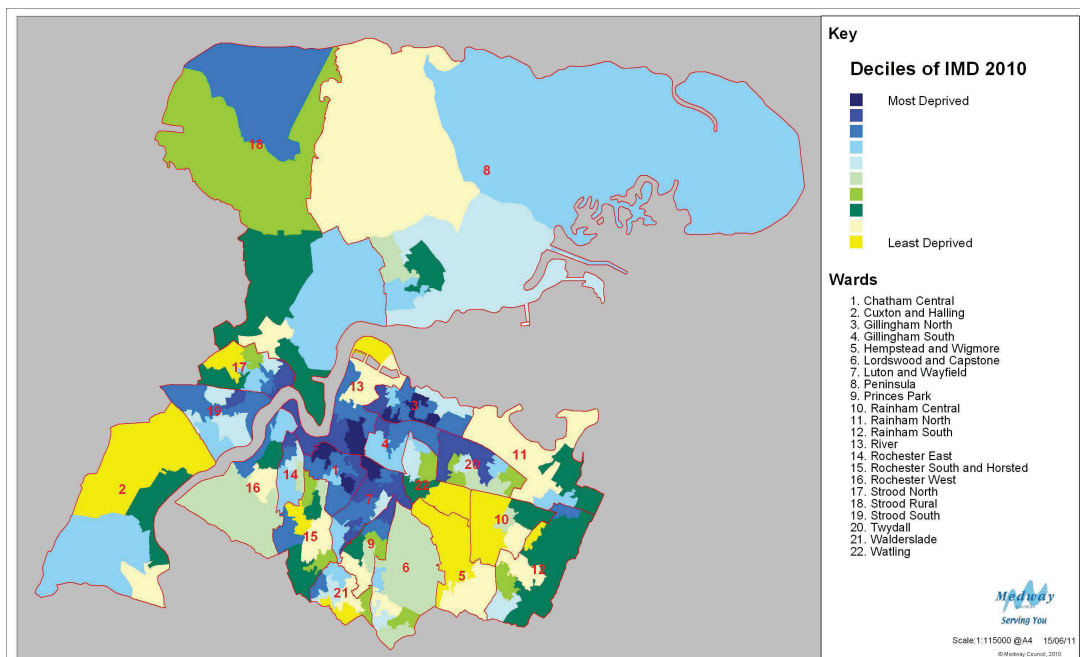 Key
Deciles of IMD 2010
Most Deprived
Least Deprived
Wards
1. Chatham Central
2. Cuxton and Halling
3. Gillingham North
4. Gillingham South
5. Hempstead and Wigmore
6. Lordswood and Capstone
7. Luton and Wayfield
8. Peninsula
9. Princes Park
10. Rainham Central
11. Rainham North
12. Rainham South
13. River
14. Rochester East
15. Rochester South and Horsted
16. Rochester West
17. Strood North
18. Strood Rural
19. Strood South
20. Twydall
21. Walderslade
22. Watling
18
8
17
13
3
19
4
11
20
1
2
14
22
16
7
10
15
9
6
5
12
21
Medway
COUNCIL
Serving You
Scale:1:115000 @A4 15/06/11
© Medway Council, 2010